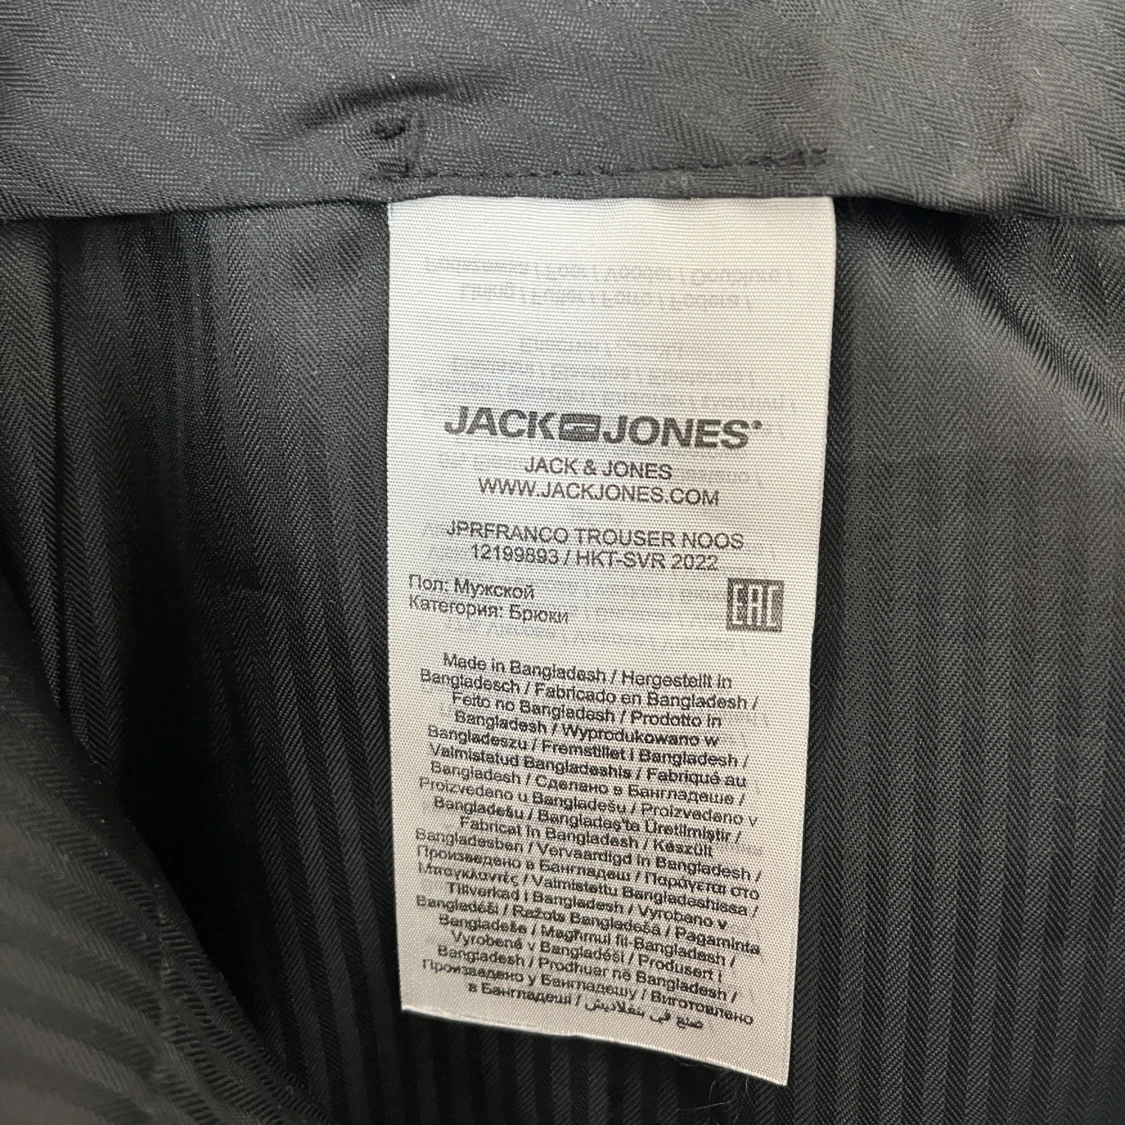 JACK JONES
JACK & JONES
WWW.JACKJONES.COM
JPRFRANCO TROUSER NOOS
12199893 / HKT-SVR 2022
Пол: Мужской
Категория: Брюки
EAC
Made in Bangladesh / Hergestellt in
Bangladesch / Fabricado en Bangladesh /
Feito no Bangladesh / Prodotto in
Bangladesh / Wyprodukowano w
Bangladeszu / Fremstillet i Bangladesh /
Valmistatud Bangladeshis / Fabriqué au
Bangladesh / Сделано в Бангладеше /
Proizvedeno u Bangladešu / Proizvedeno v
Bangladešu / Bangladeş'te Üretilmiştir /
Fabricat în Bangladesh / Készült
Bangladesben / Vervaardigd in Bangladesh /
Произведено в Бангладеш / Παράγεται στο
Μπαγκλαντές / Valmistettu Bangladeshissa /
Tillverkad i Bangladesh / Vyrobeno v
Bangladéši / Ražots Bangladešā / Pagaminta
Bangladeše / Magħmul fil-Bangladesh /
Vyrobené v Bangladéši / Produsert i
Bangladesh / Prodhuar në Bangladesh /
Произведено у Бангладешу / Виготовлено
в Бангладеші / صنع في بنغلاديش